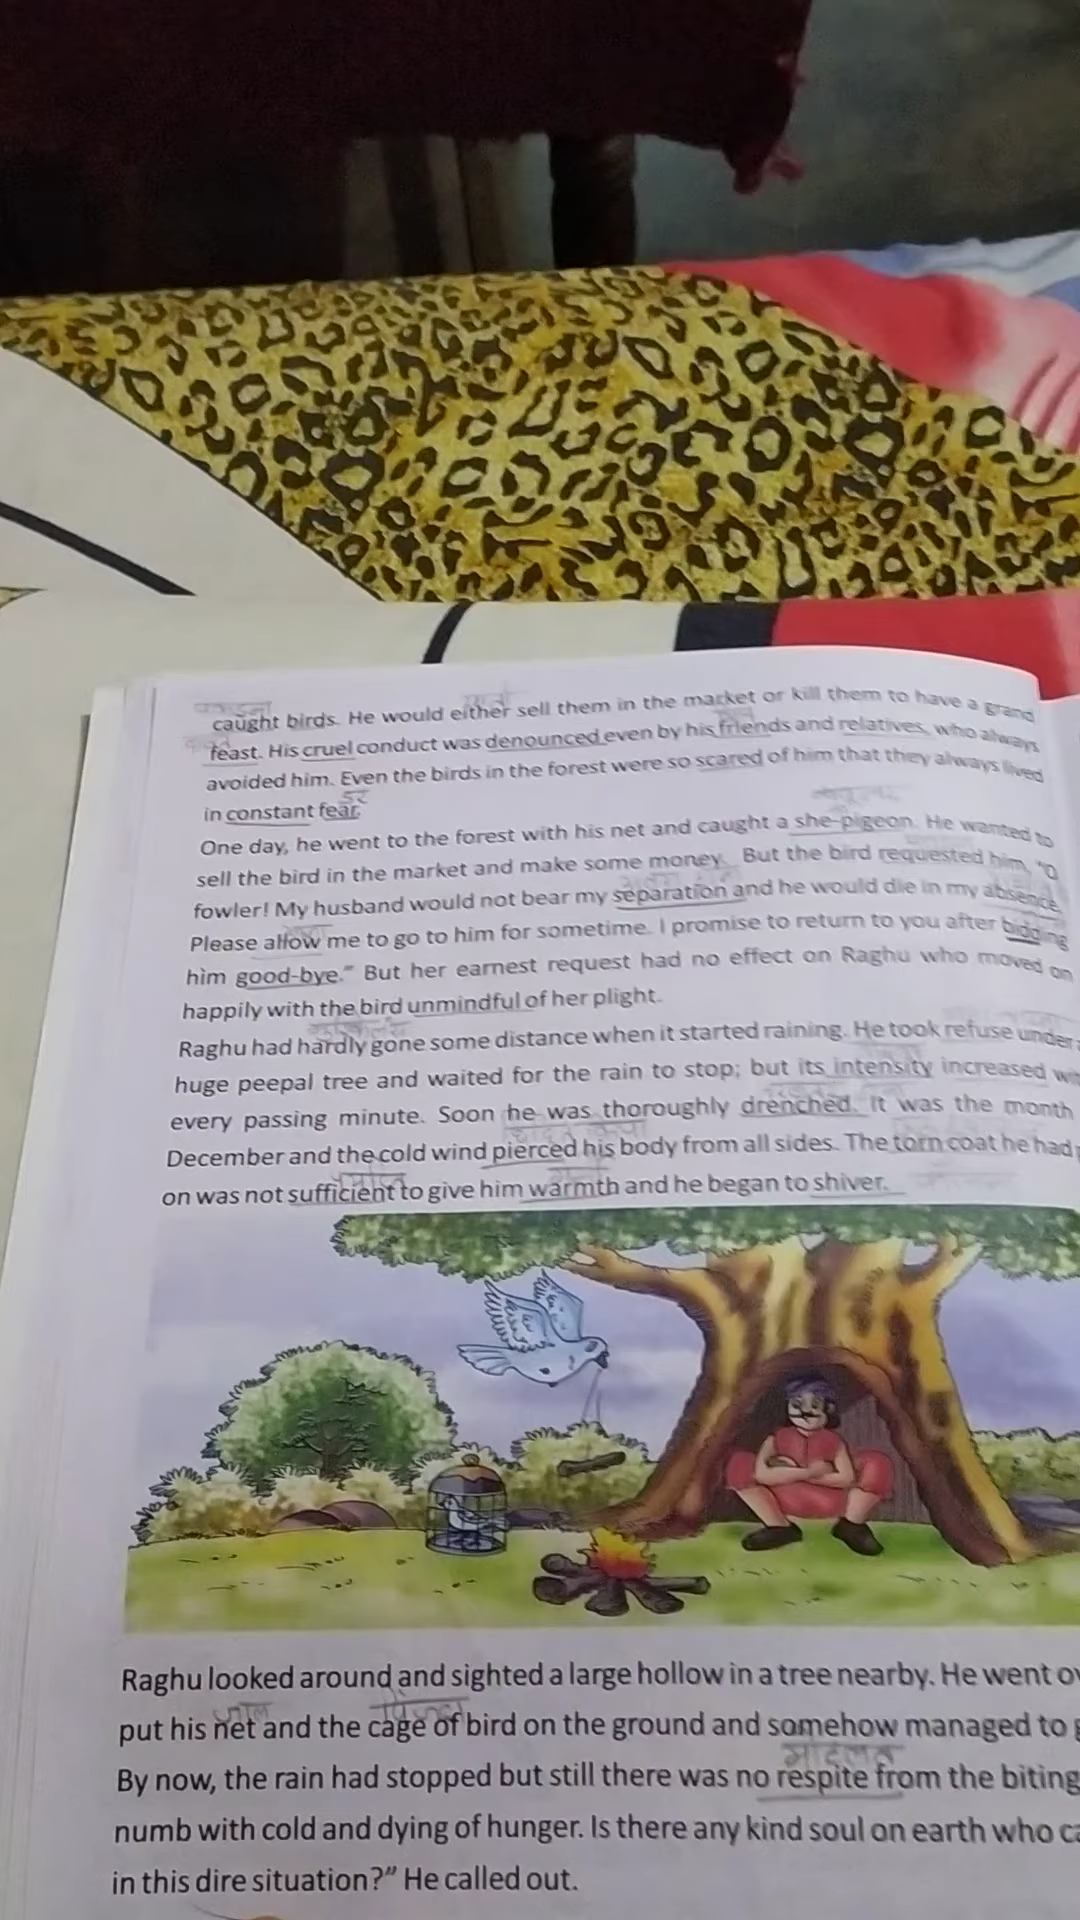 पकड़ना
caught birds. He would either sell them in the market or kill them to have a grand
feast. His cruel conduct was denounced even by his friends and relatives, who always
avoided him. Even the birds in the forest were so scared of him that they always lived
डर
in constant fear.
One day, he went to the forest with his net and caught a she-pigeon. He wanted to
sell the bird in the market and make some money. But the bird requested him, "O
fowler! My husband would not bear my separation and he would die in my absence.
Please allow me to go to him for sometime. I promise to return to you after bidding
him good-bye." But her earnest request had no effect on Raghu who moved on
happily with the bird unmindful of her plight.
Raghu had hardly gone some distance when it started raining. He took refuse under
huge peepal tree and waited for the rain to stop; but its intensity increased
every passing minute. Soon he was thoroughly drenched. It was the month
December and the cold wind pierced his body from all sides. The torn coat he had
on was not sufficient to give him warmth and he began to shiver.
Raghu looked around and sighted a large hollow in a tree nearby. He went
जाल
put his net and the cage of bird on the ground and somehow managed to
By now, the rain had stopped but still there was no respite from the biting
numb with cold and dying of hunger. Is there any kind soul on earth who
in this dire situation?" He called out.